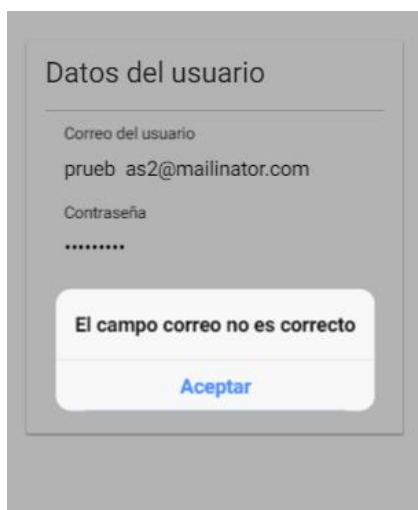 Datos del usuario
Correo del usuario
prueb as2@mailinator.com
Contraseña
•••••••••
El campo correo no es correcto
Aceptar